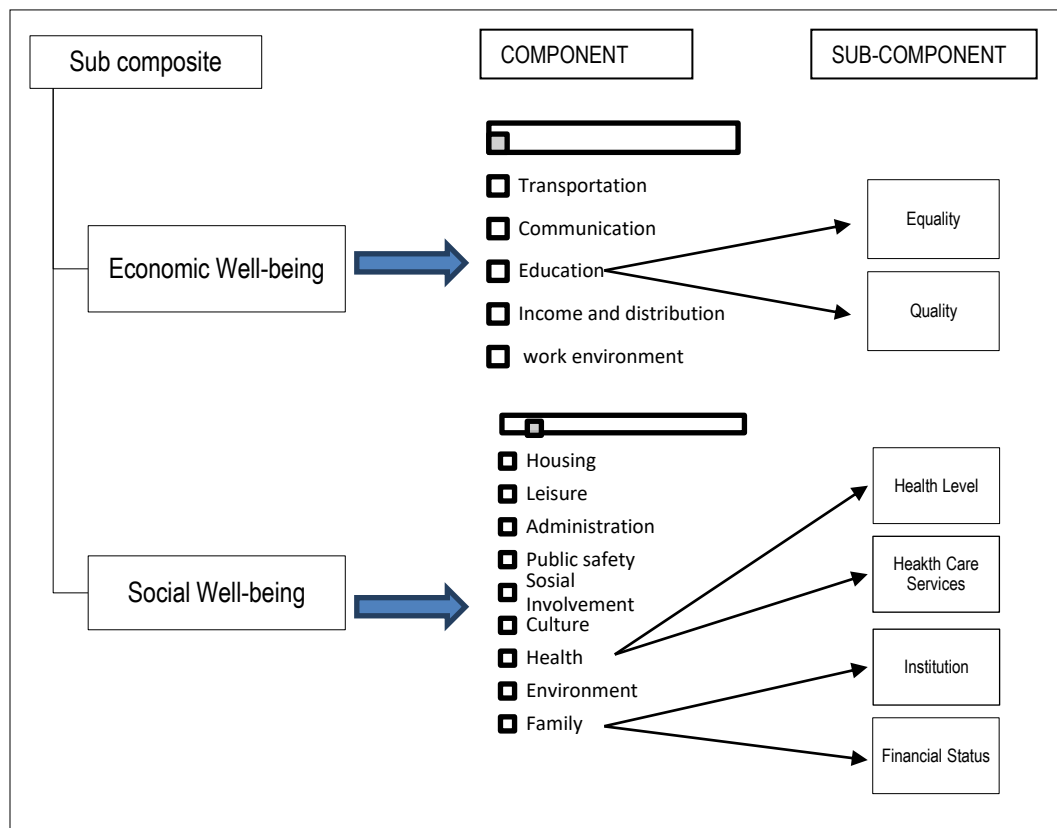 Sub composite
COMPONENT
SUB-COMPONENT
Economic Well-being
Transportation
Communication
Education
Income and distribution
work environment
Equality
Quality
Social Well-being
Housing
Leisure
Administration
Public safety
Sosial
Involvement
Culture
Health
Environment
Family
Health Level
Heakth Care
Services
Institution
Financial Status